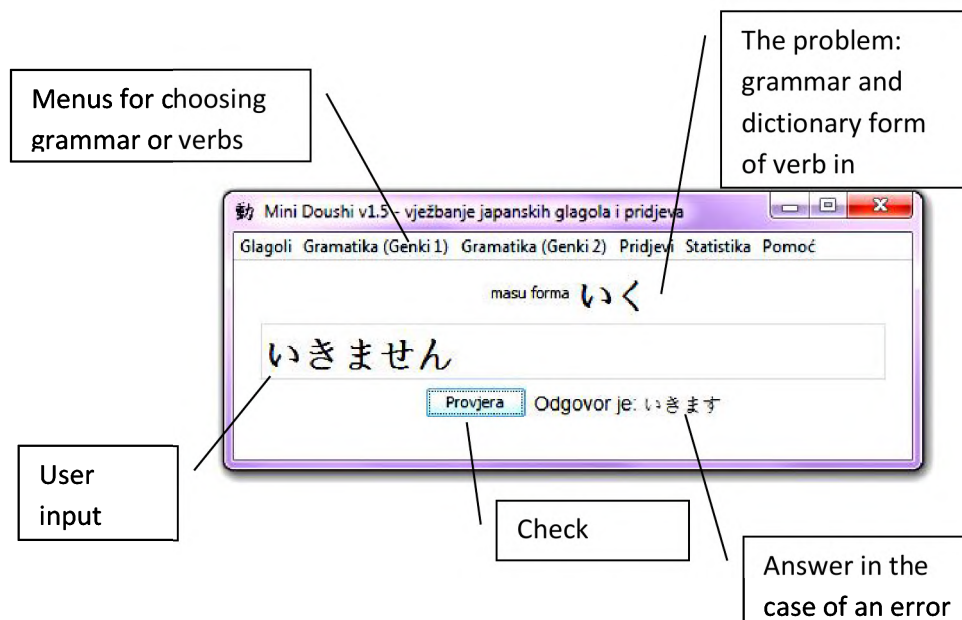 The problem:
grammar and
dictionary form
of verb in
Menus for choosing
grammar or verbs
動 Mini Doushi v1.5 - vježbanje japanskih glagola i pridjeva
Glagoli Gramatika (Genki 1) Gramatika (Genki 2) Pridjevi Statistika Pomoć
masu forma いく
いきません
Provjera Odgovor je: いきます
User
input
Check
Answer in the
case of an error